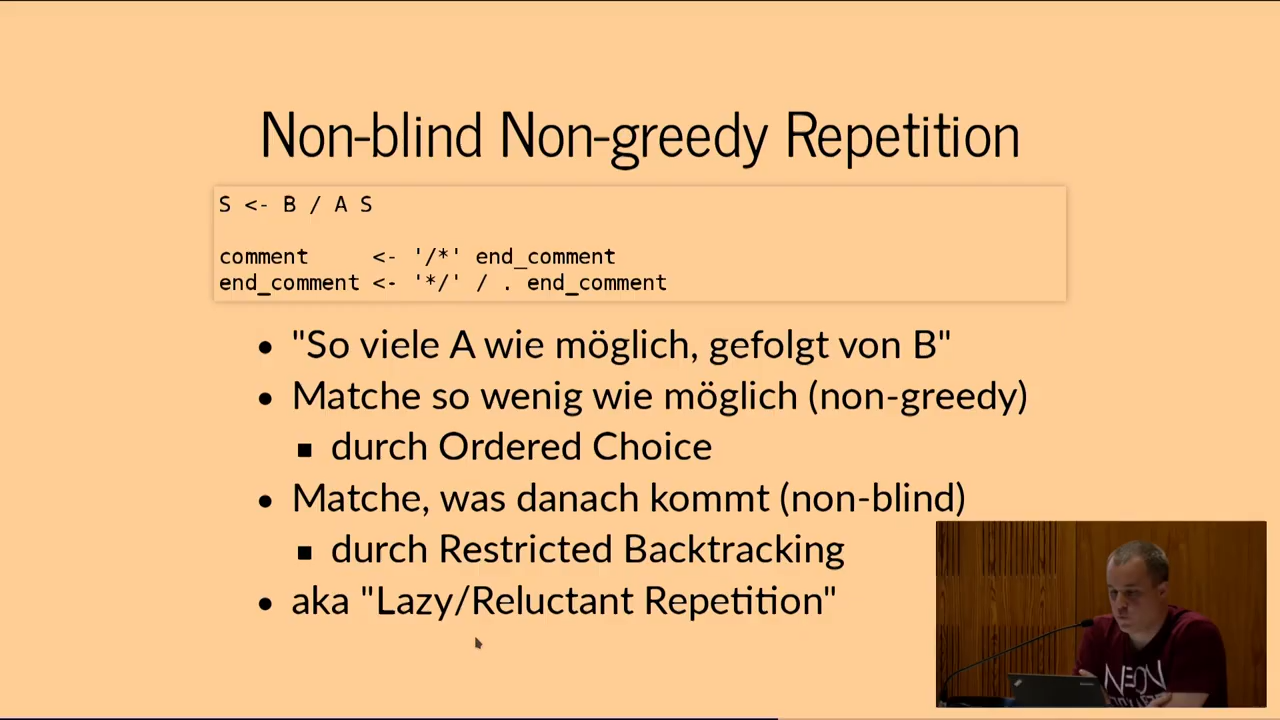 Non-blind Non-greedy Repetition
S <- B / A S
comment     <- '/*' end_comment
end_comment <- '*/' / . end_comment
"So viele A wie möglich, gefolgt von B"
Matche so wenig wie möglich (non-greedy)
durch Ordered Choice
Matche, was danach kommt (non-blind)
durch Restricted Backtracking
aka "Lazy/Reluctant Repetition"
NEON